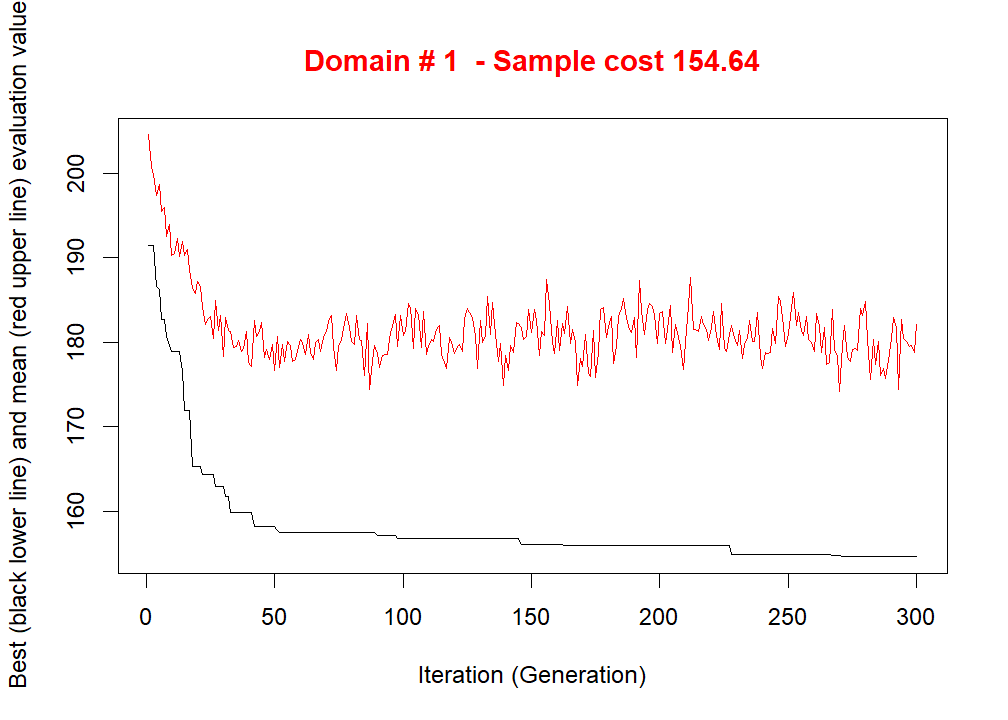 Domain # 1  - Sample cost 154.64
Best (black lower line) and mean (red upper line) evaluation value
200
190
180
170
160
0 50 100 150 200 250 300
Iteration (Generation)